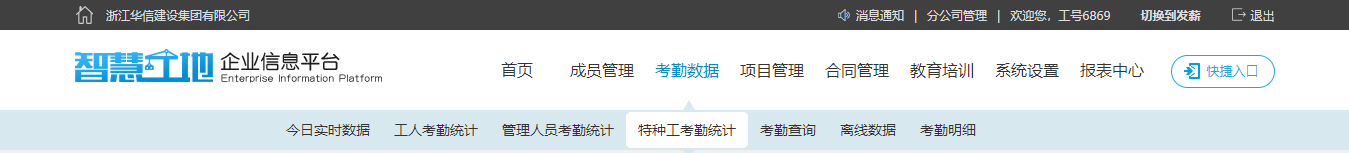 浙江华信建设集团有限公司 消息通知 | 分公司管理 | 欢迎您，工号6869 切换到发薪 退出
智慧工地 企业信息平台
Enterprise Information Platform
首页 成员管理 考勤数据 项目管理 合同管理 教育培训 系统设置 报表中心 快捷入口
今日实时数据 工人考勤统计 管理人员考勤统计 特种工考勤统计 考勤查询 离线数据 考勤明细